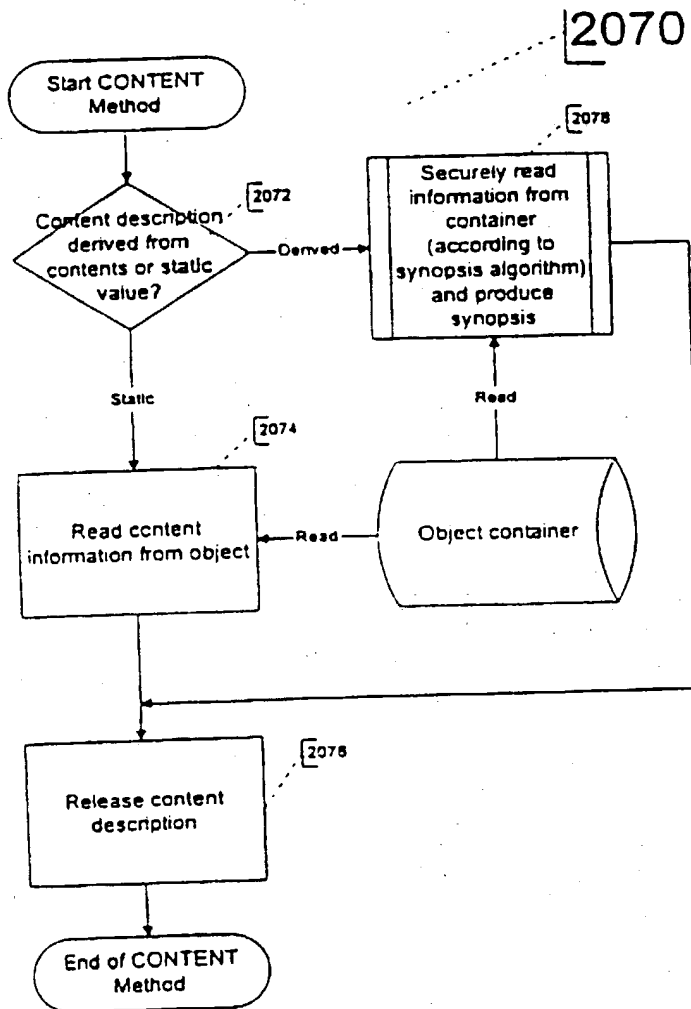 2070
Start CONTENT
Method
2078
Securely read
information from
container
(according to
synopsis algorithm)
and produce
synopsis
2072
Content description
derived from
contents or static
value?
Derived
Static
Read
2074
Read content
information from object
Read
Object container
2076
Release content
description
End of CONTENT
Method